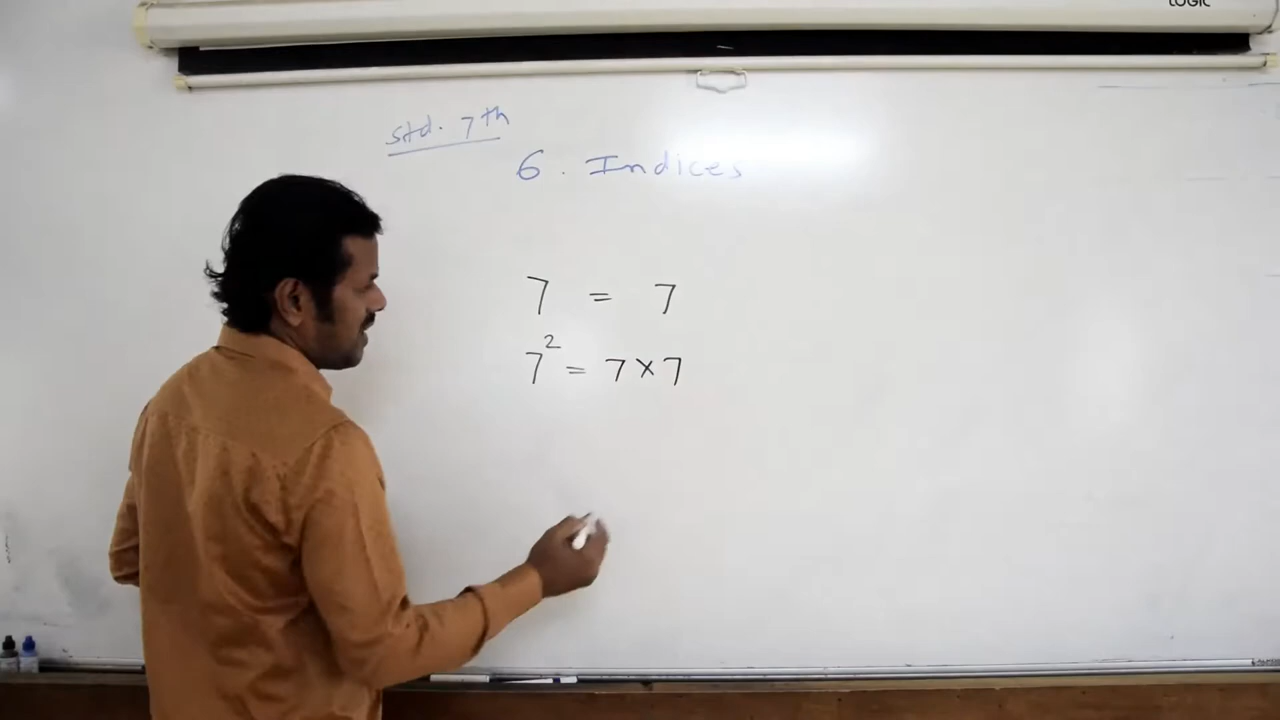 LOGIC
Std. 7th
6. Indices
7 = 7
7² = 7×7